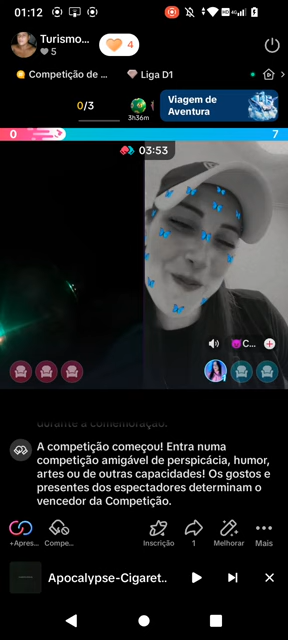 01:12
HD 4G
Turismo...
5
4
Competição de ...
Liga D1
0/3
3h36m
Viagem de
Aventura
0
7
03:53
C...
durante a comemoração.
A competição começou! Entra numa
competição amigável de perspicácia, humor,
artes ou de outras capacidades! Os gostos e
presentes dos espectadores determinam o
vencedor da Competição.
+Apres...
Compe...
Inscrição
1
Melhorar
Mais
Apocalypse-Cigaret..